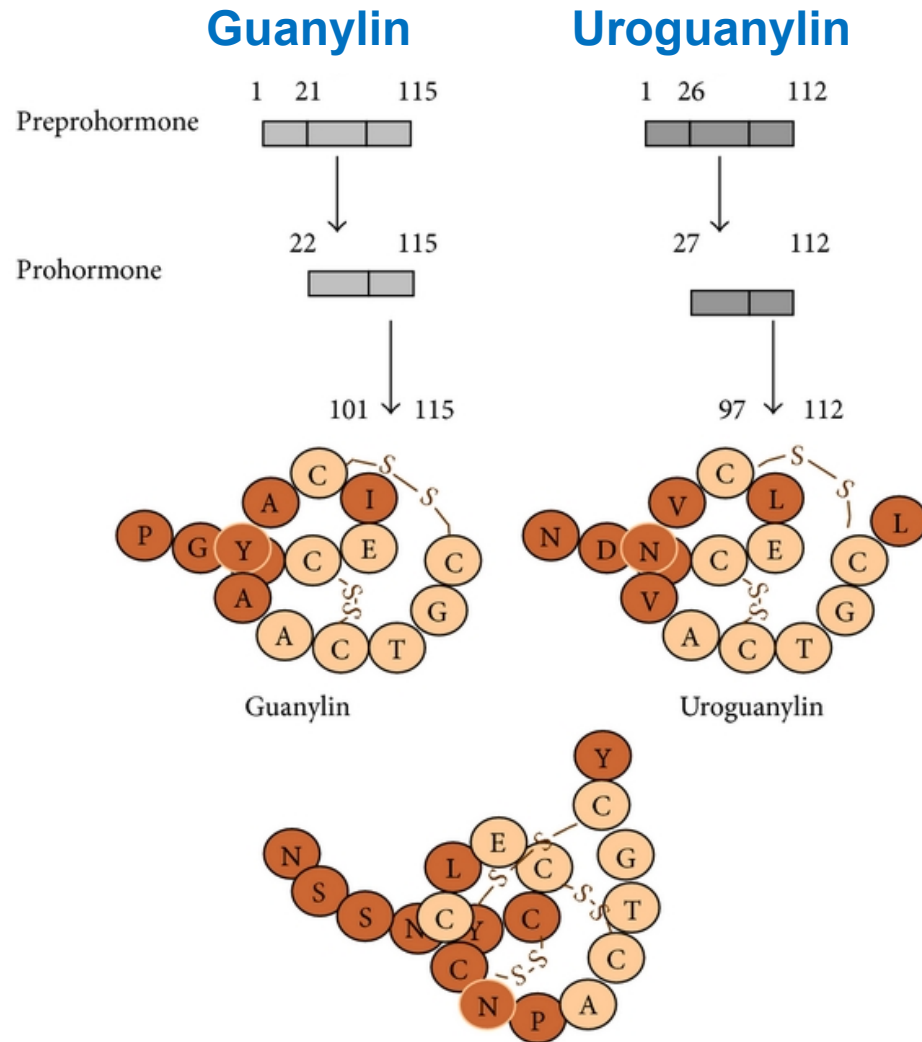 Guanylin
Uroguanylin
1 21 115
1 26 112
Preprohormone
22 115
27 112
Prohormone
101 115
97 112
C S
A I S
P G Y C E C
S-S
A G
A C T
Guanylin
C S
V L S L
N D N C E C
S-S
V G
A C T
Uroguanylin
Y
C
E S
N L S C G
S S-S
S N C Y C T
C S-S C
N P A